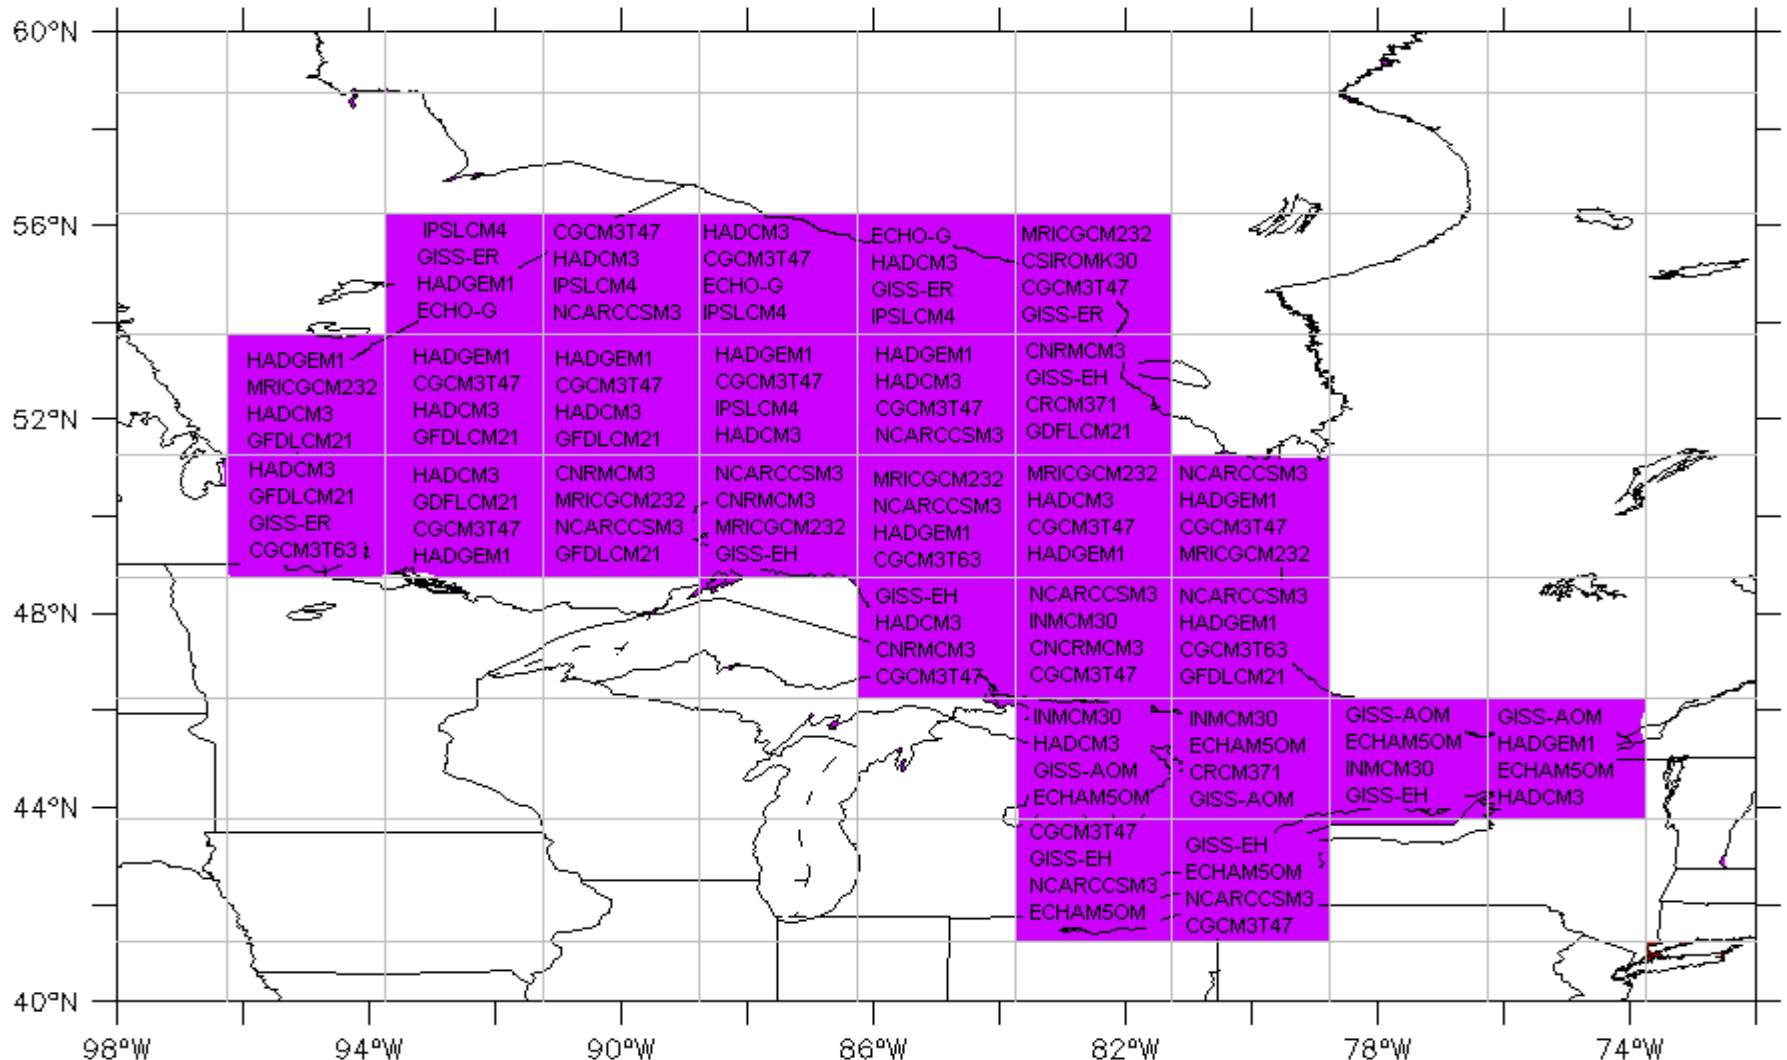 60°N
IPSLCM4
GISS-ER
HADGEM1
ECHO-G
CGCM3T47
HADCM3
IPSLCM4
NCARCCSM3
HADCM3
CGCM3T47
ECHO-G
IPSLCM4
ECHO-G
HADCM3
GISS-ER
IPSLCM4
MRICGCM232
CSIROMK30
CGCM3T47
GISS-ER
56°N
HADGEM1
MRICGCM232
HADCM3
GFDLCM21
HADGEM1
CGCM3T47
HADCM3
GFDLCM21
HADGEM1
CGCM3T47
HADCM3
GFDLCM21
HADGEM1
CGCM3T47
IPSLCM4
HADCM3
HADGEM1
HADCM3
CGCM3T47
NCARCCSM3
CNRMCM3
GISS-EH
CRCM371
GDFLCM21
52°N
HADCM3
GFDLCM21
GISS-ER
CGCM3T63
HADCM3
GDFLCM21
CGCM3T47
HADGEM1
CNRMCM3
MRICGCM232
NCARCCSM3
GFDLCM21
NCARCCSM3
CNRMCM3
MRICGCM232
GISS-EH
MRICGCM232
NCARCCSM3
HADGEM1
CGCM3T63
MRICGCM232
HADCM3
CGCM3T47
HADGEM1
NCARCCSM3
HADGEM1
CGCM3T47
MRICGCM232
48°N
GISS-EH
HADCM3
CNRMCM3
CGCM3T47
NCARCCSM3
INMCM30
CNCRMCM3
CGCM3T47
NCARCCSM3
HADGEM1
CGCM3T63
GFDLCM21
INMCM30
HADCM3
GISS-AOM
ECHAM5OM
INMCM30
ECHAM5OM
CRCM371
GISS-AOM
GISS-AOM
ECHAM5OM
INMCM30
GISS-EH
GISS-AOM
HADGEM1
ECHAM5OM
HADCM3
44°N
CGCM3T47
GISS-EH
NCARCCSM3
ECHAM5OM
GISS-EH
ECHAM5OM
NCARCCSM3
CGCM3T47
40°N
98°W 94°W 90°W 86°W 82°W 78°W 74°W